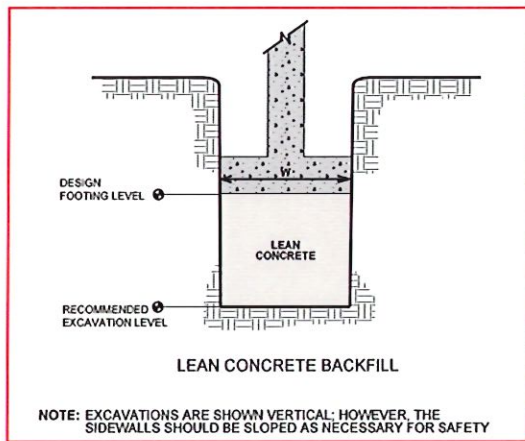 W
DESIGN
FOOTING LEVEL
LEAN
CONCRETE
RECOMMENDED
EXCAVATION LEVEL
LEAN CONCRETE BACKFILL
NOTE: EXCAVATIONS ARE SHOWN VERTICAL; HOWEVER, THE
SIDEWALLS SHOULD BE SLOPED AS NECESSARY FOR SAFETY